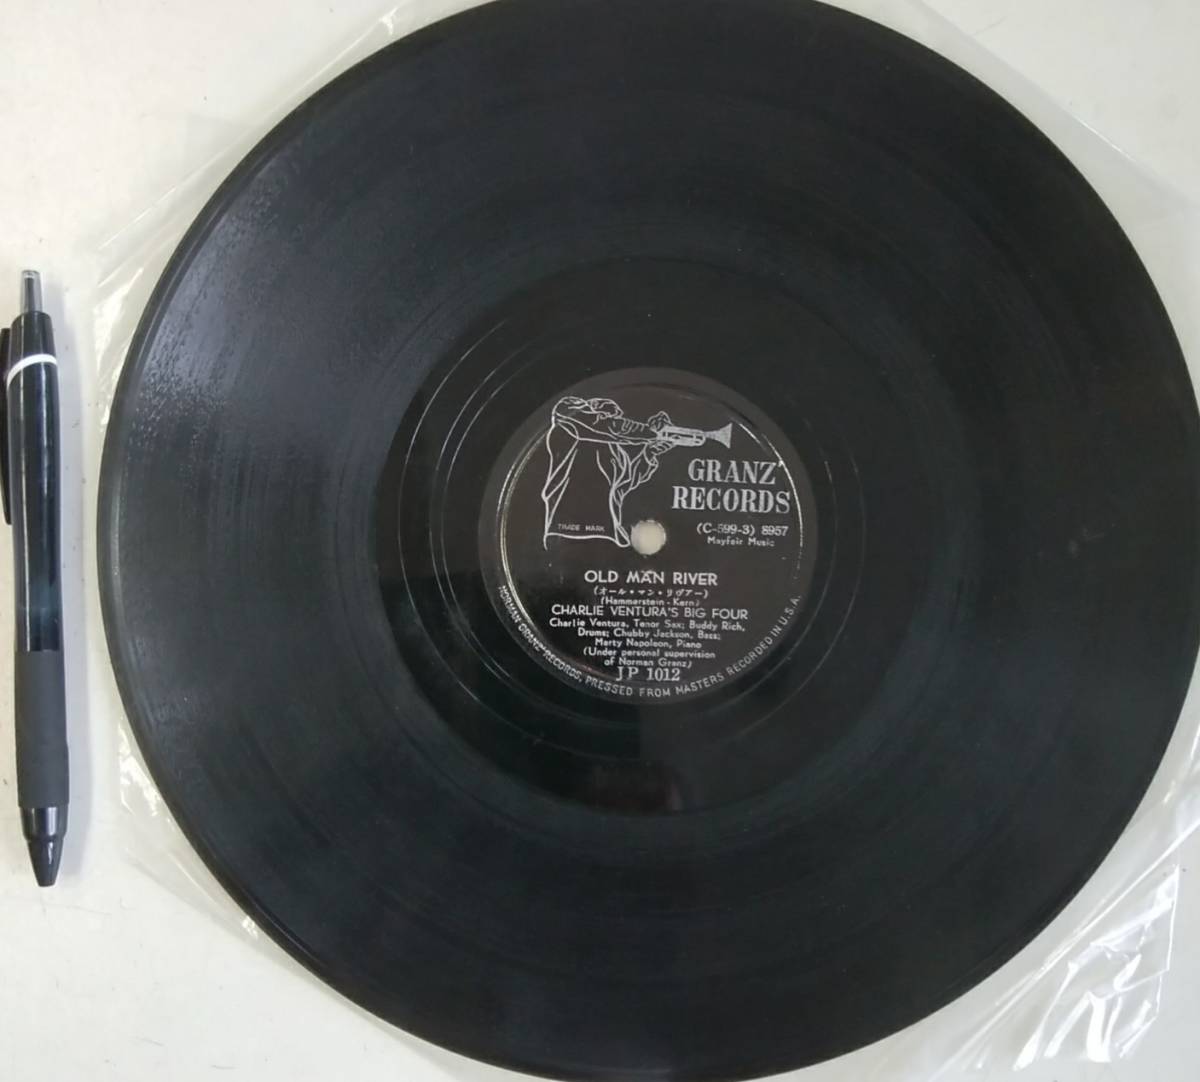 GRANZ'
RECORDS
(C-599-3) 8957
Mayfair Music
TRADE MARK
OLD MAN RIVER
(オール・マン・リヴアー)
(Hammerstein - Kern)
CHARLIE VENTURA'S BIG FOUR
Charlie Ventura, Tenor Sax; Buddy Rich,
Drums; Chubby Jackson, Bass;
Marty Napoleon, Piano
(Under personal supervision
of Norman Granz)
JP 1012
NORMAN GRANZ' RECORDS, PRESSED FROM MASTERS RECORDED IN U.S.A.